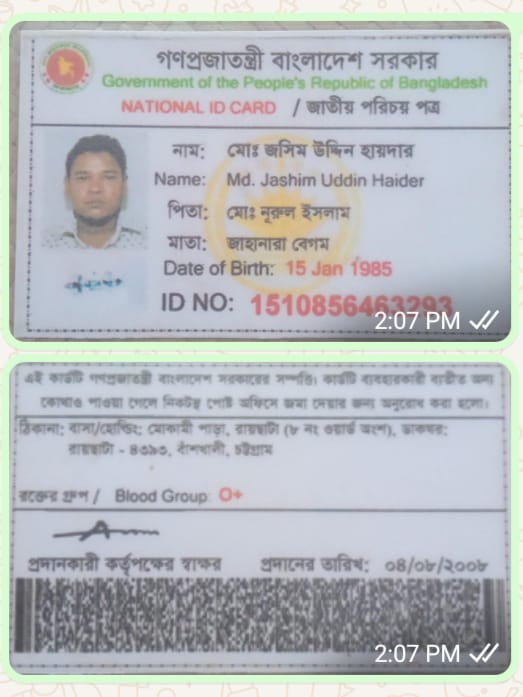 গণপ্রজাতন্ত্রী বাংলাদেশ সরকার
Government of the People's Republic of Bangladesh
NATIONAL ID CARD / জাতীয় পরিচয় পত্র
নাম: মোঃ জসিম উদ্দিন হায়দার
Name: Md. Jashim Uddin Haider
পিতা: মোঃ নূরুল ইসলাম
মাতা: জাহানারা বেগম
Date of Birth: 15 Jan 1985
ID NO: 1510856463293
2:07 PM
এই কার্ডটি গণপ্রজাতন্ত্রী বাংলাদেশ সরকারের সম্পত্তি। কার্ডটি ব্যবহারকারী ব্যতীত অন্য
কোথাও পাওয়া গেলে নিকটস্থ পোষ্ট অফিসে জমা দেয়ার জন্য অনুরোধ করা হলো।
ঠিকানা: বাসা/হোল্ডিং: মোকামী পাড়া, রায়ছটা (৮ নং ওয়ার্ড অংশ), ডাকঘর:
রায়ছটা - ৪৩৯৩, বাঁশখালী, চট্টগ্রাম
রক্তের গ্রুপ / Blood Group: O+
প্রদানকারী কর্তৃপক্ষের স্বাক্ষর প্রদানের তারিখ: ০৪/০৮/২০০৮
2:07 PM